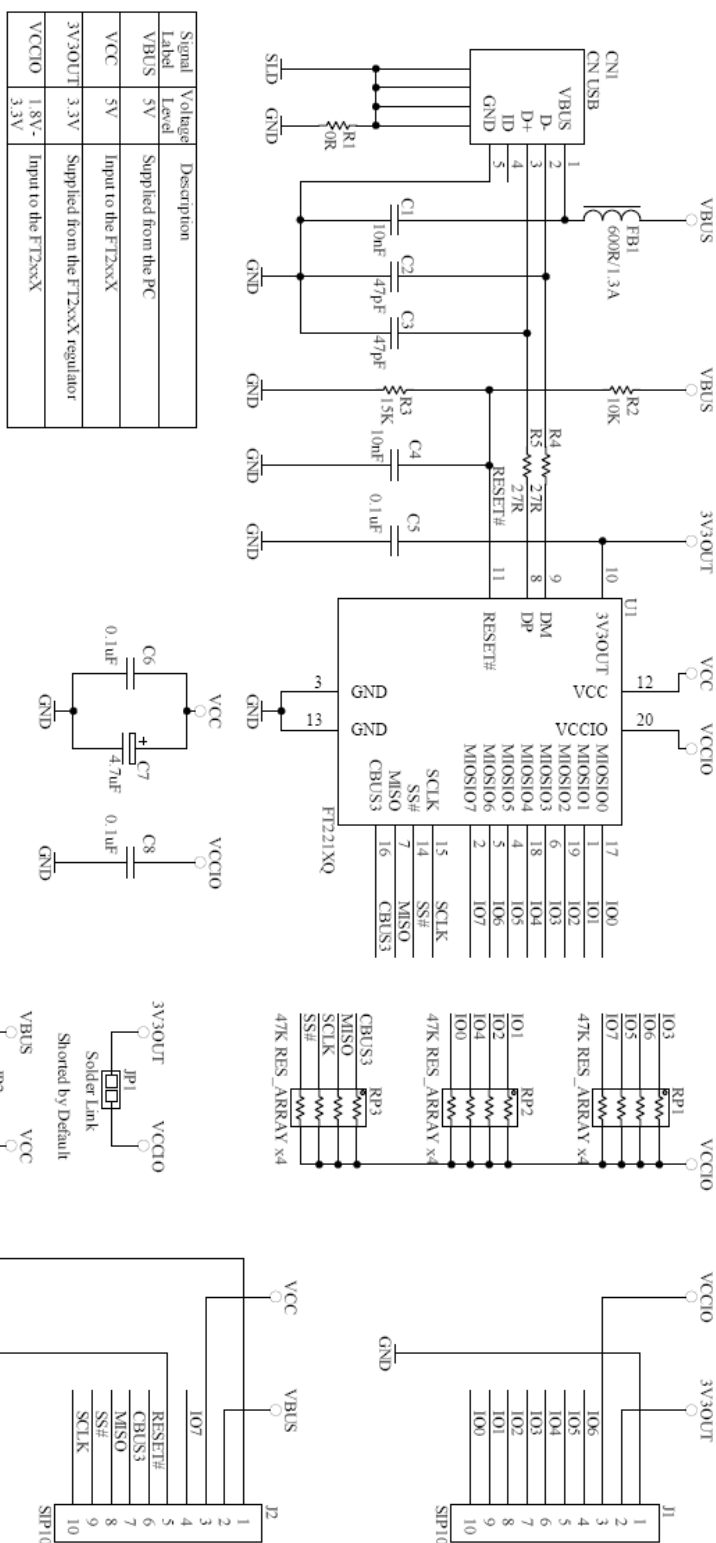 VBUS
VBUS
3V3OUT
VCC
VCCIO
CN1
CN USB
VBUS
D-
D+
ID
GND
1
2
3
4
5
SLD
GND
R1
0R
FB1
600R/1.3A
C1
10nF
C2
47pF
C3
47pF
GND
R2
10K
R3
15K
GND
C4
10nF
GND
R4
27R
R5
27R
RESET#
C5
0.1uF
GND
U1
10
9
8
11
3V3OUT
DM
DP
RESET#
12
VCC
20
VCCIO
3
GND
13
GND
GND
FT221XQ
MIOSIO0
MIOSIO1
MIOSIO2
MIOSIO3
MIOSIO4
MIOSIO5
MIOSIO6
MIOSIO7
SCLK
SS#
MISO
CBUS3
17 IO0
1 IO1
19 IO2
6 IO3
18 IO4
4 IO5
5 IO6
2 IO7
15 SCLK
14 SS#
7 MISO
16 CBUS3
VCCIO
IO3
IO6
IO5
IO7
RP1
47K RES_ARRAY x4
IO1
IO2
IO4
IO0
RP2
47K RES_ARRAY x4
CBUS3
MISO
SCLK
SS#
RP3
47K RES_ARRAY x4
VCCIO
3V3OUT
GND
J1
1
2
3
4
5
6
7
8
9
10
IO6
IO5
IO4
IO3
IO2
IO1
IO0
SIP10
VCC
VBUS
J2
1
2
3
4
5
6
7
8
9
10
IO7
RESET#
CBUS3
MISO
SS#
SCLK
SIP10
Signal Label Voltage Level Description
VBUS 5V Supplied from the PC
VCC 5V Input to the FT2xxX
3V3OUT 3.3V Supplied from the FT2xxX regulator
VCCIO 1.8V-3.3V Input to the FT2xxX
VCC
C6
0.1uF
C7
4.7uF
+
GND
VCCIO
C8
0.1uF
GND
3V3OUT
VCCIO
JP1
Solder Link
Shorted by Default
VBUS
VCC